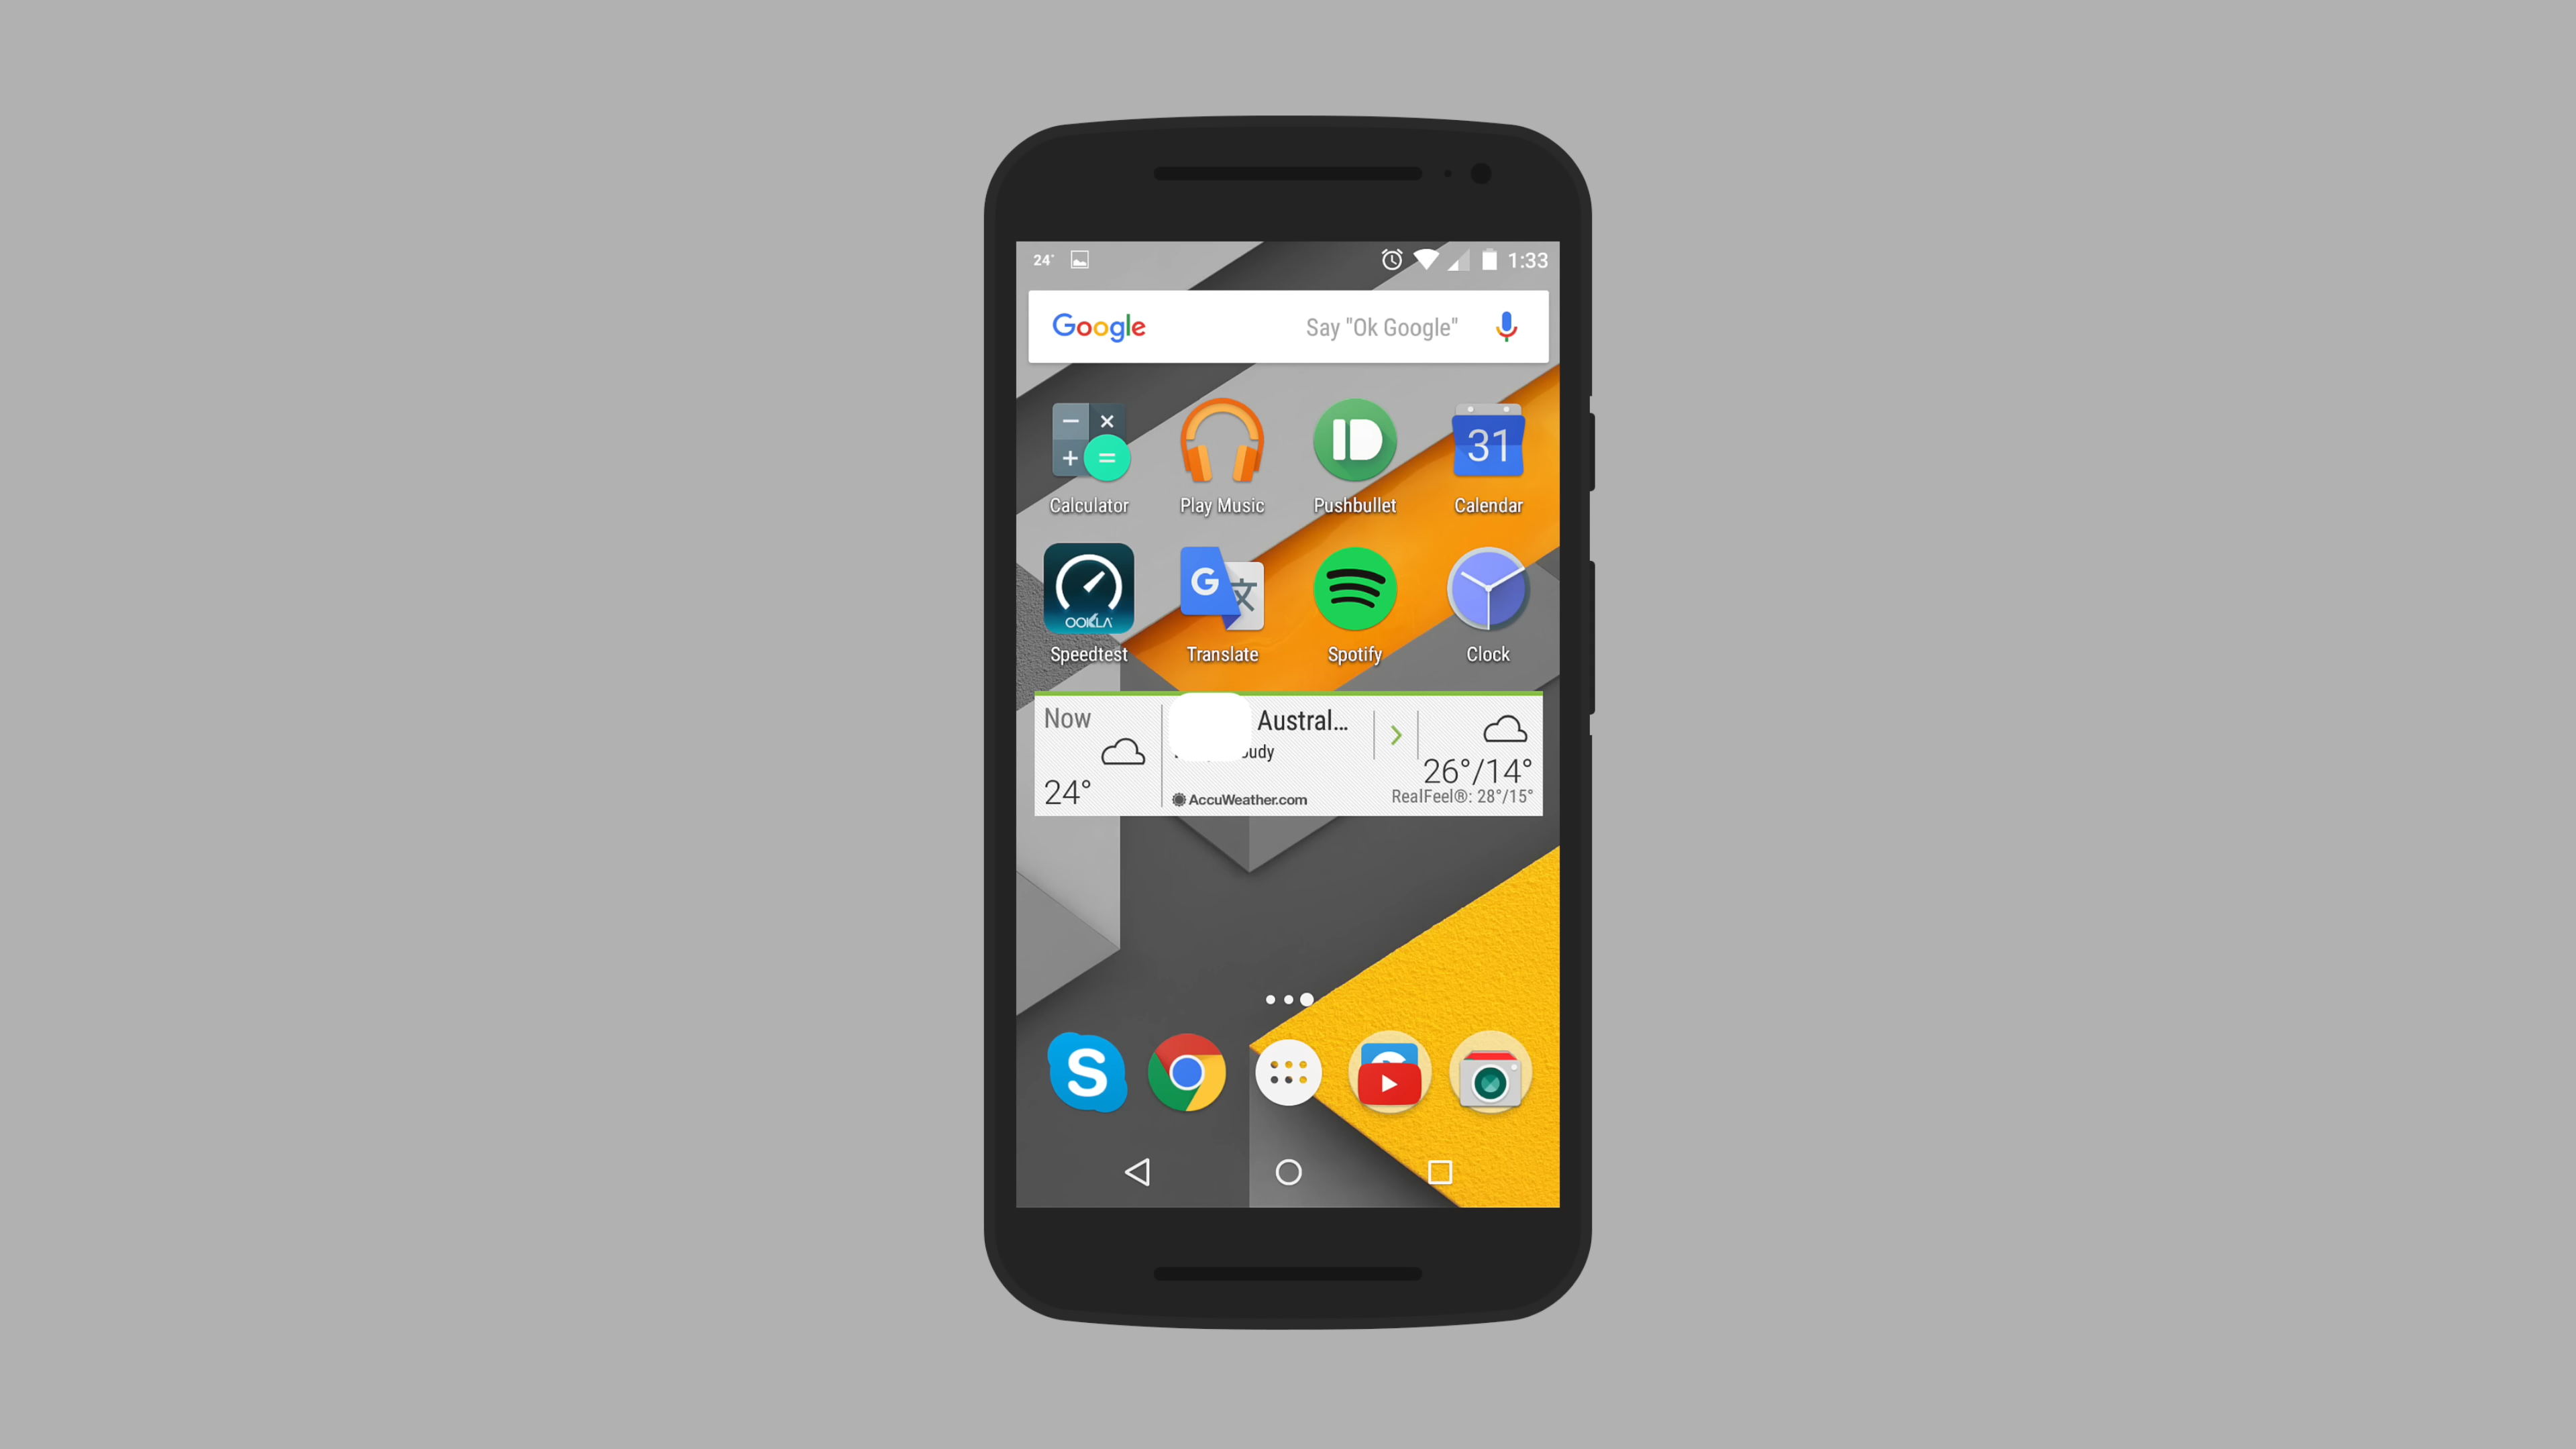 24° 1:33
Google Say "Ok Google"
31
Calculator Play Music Pushbullet Calendar
OOKLA
G 文
Speedtest Translate Spotify Clock
Now Austral...
24° AccuWeather.com
26°/14°
RealFeel®: 28°/15°
S